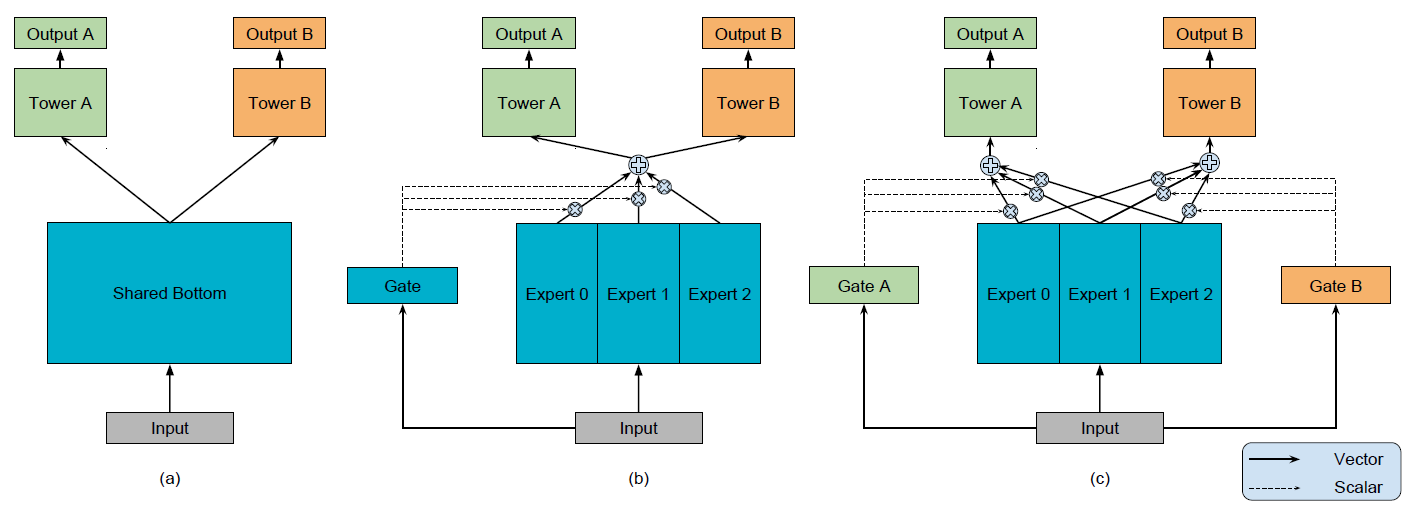 Output A
Output B
Tower A
Tower B
Shared Bottom
Input
(a)
Output A
Output B
Tower A
Tower B
Gate
Expert 0
Expert 1
Expert 2
Input
(b)
Output A
Output B
Tower A
Tower B
Gate A
Expert 0
Expert 1
Expert 2
Gate B
Input
(c)
Vector
Scalar